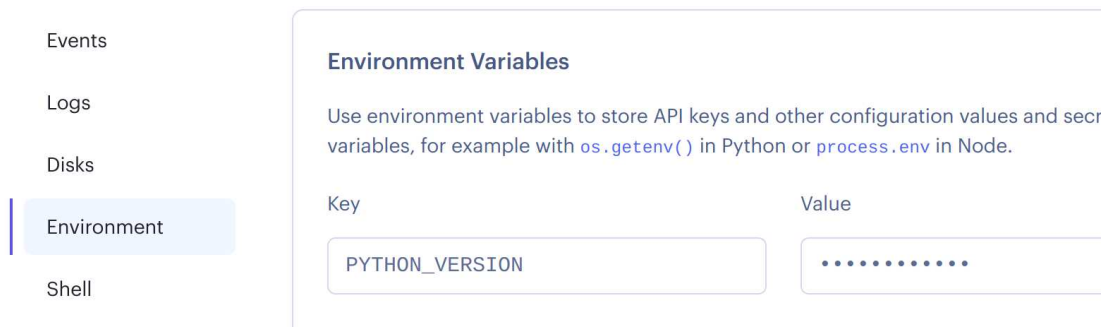 Events
Logs
Disks
Environment
Shell
Environment Variables
Use environment variables to store API keys and other configuration values and secr
variables, for example with os.getenv() in Python or process.env in Node.
Key
Value
PYTHON_VERSION
••••••••••••